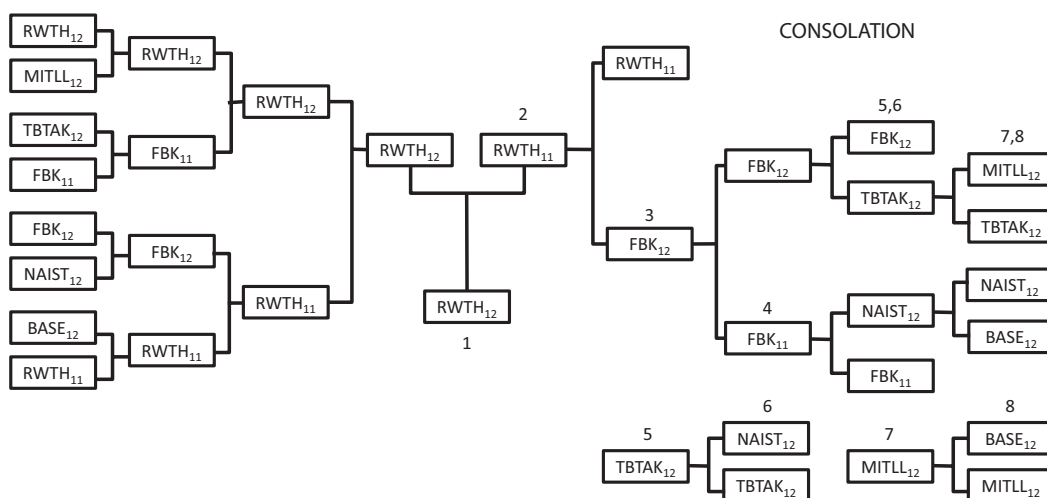 CONSOLATION
RWTH₁₂
MITLL₁₂
RWTH₁₂
TBTAK₁₂
FBK₁₁
FBK₁₁
RWTH₁₂
FBK₁₂
NAIST₁₂
FBK₁₂
BASE₁₂
RWTH₁₁
RWTH₁₁
RWTH₁₁
RWTH₁₂
2
RWTH₁₁
RWTH₁₂
1
RWTH₁₁
3
FBK₁₂
FBK₁₂
5,6
FBK₁₂
TBTAK₁₂
7,8
MITLL₁₂
TBTAK₁₂
4
FBK₁₁
NAIST₁₂
FBK₁₁
NAIST₁₂
BASE₁₂
5
TBTAK₁₂
6
NAIST₁₂
TBTAK₁₂
7
MITLL₁₂
8
BASE₁₂
MITLL₁₂